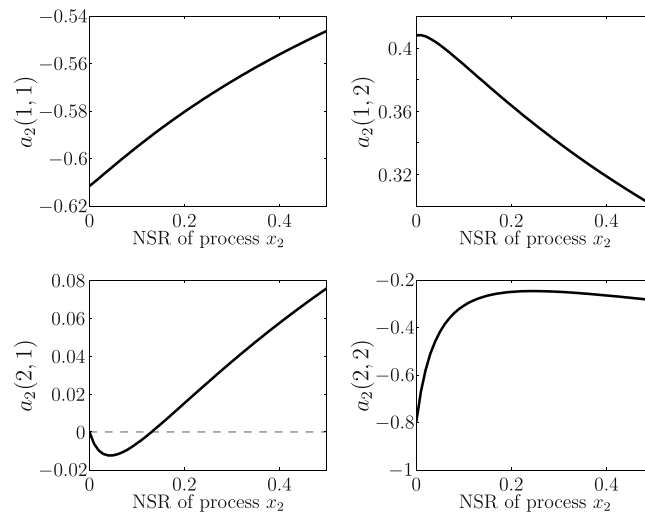 −0.54
−0.56
−0.58
−0.6
−0.62
a₂(1, 1)
0 0.2 0.4
NSR of process x₂
0.4
0.36
0.32
a₂(1, 2)
0 0.2 0.4
NSR of process x₂
0.08
0.06
0.04
0.02
0
−0.02
a₂(2, 1)
0 0.2 0.4
NSR of process x₂
−0.2
−0.4
−0.6
−0.8
−1
a₂(2, 2)
0 0.2 0.4
NSR of process x₂